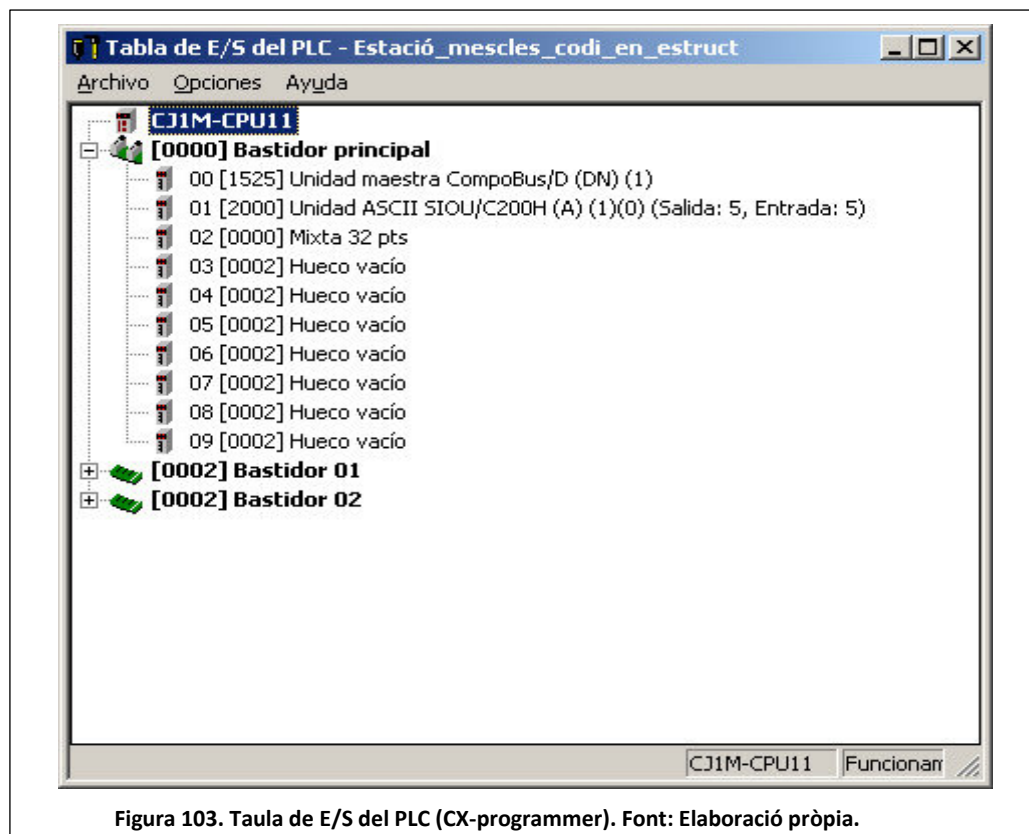 Tabla de E/S del PLC - Estació_mescles_codi_en_estruct
Archivo Opciones Ayuda
CJ1M-CPU11
[0000] Bastidor principal
00 [1525] Unidad maestra CompoBus/D (DN) (1)
01 [2000] Unidad ASCII SIOU/C200H (A) (1)(0) (Salida: 5, Entrada: 5)
02 [0000] Mixta 32 pts
03 [0002] Hueco vacío
04 [0002] Hueco vacío
05 [0002] Hueco vacío
06 [0002] Hueco vacío
07 [0002] Hueco vacío
08 [0002] Hueco vacío
09 [0002] Hueco vacío
[0002] Bastidor 01
[0002] Bastidor 02
CJ1M-CPU11 Funcionam
Figura 103. Taula de E/S del PLC (CX-programmer). Font: Elaboració pròpia.